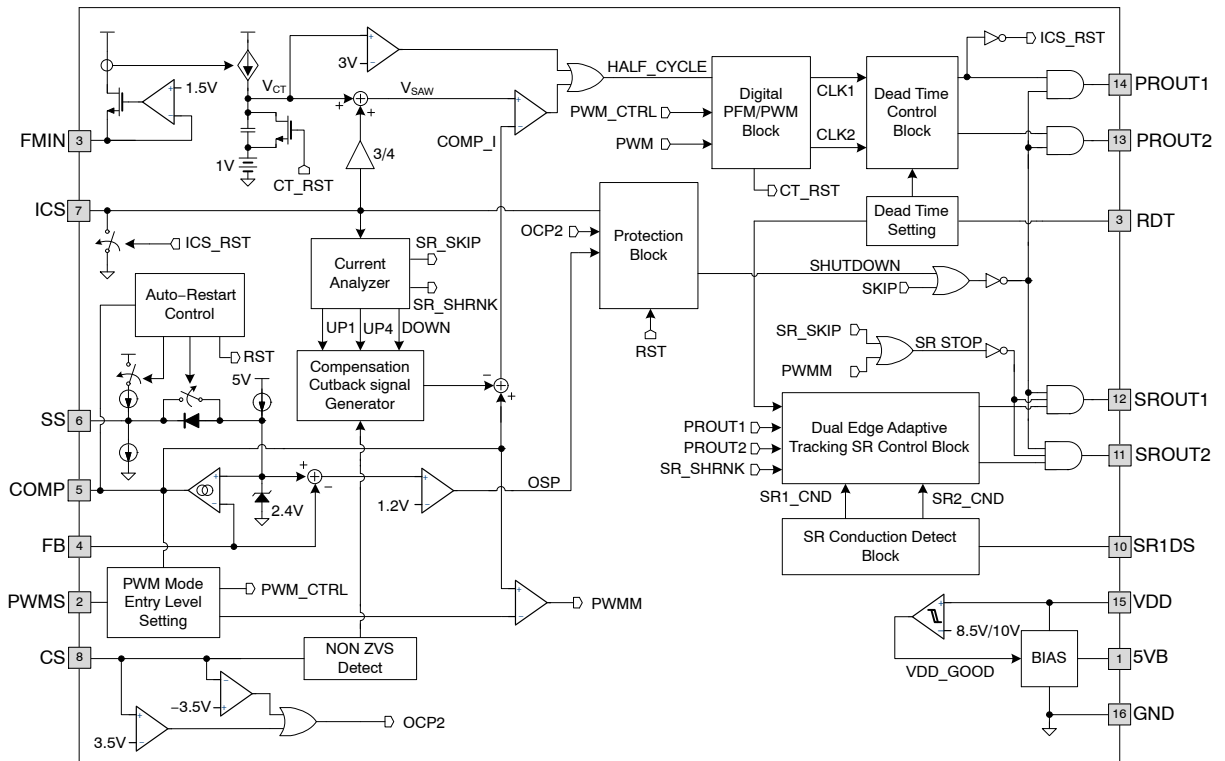 ICS_RST
1.5V
3V
HALF_CYCLE
VCT
VSAW
PWM_CTRL
PWM
Digital
PFM/PWM
Block
CLK1
CLK2
Dead Time
Control
Block
14 PROUT1
13 PROUT2
FMIN 3
1V
CT_RST
3/4
COMP_I
CT_RST
ICS 7
ICS_RST
OCP2
Protection
Block
Dead Time
Setting
3 RDT
Current
Analyzer
SR_SKIP
SR_SHRNK
SHUTDOWN
SKIP
Auto–Restart
Control
UP1
UP4
DOWN
RST
RST
SR_SKIP
SR STOP
PWMM
Compensation
Cutback signal
Generator
–
+
5V
SS 6
12 SROUT1
PROUT1
PROUT2
SR_SHRNK
Dual Edge Adaptive
Tracking SR Control Block
11 SROUT2
COMP 5
2.4V
+
–
1.2V
OSP
SR1_CND
SR2_CND
FB 4
SR Conduction Detect
Block
10 SR1DS
PWMS 2
PWM Mode
Entry Level
Setting
PWM_CTRL
PWMM
15 VDD
8.5V/10V
CS 8
NON ZVS
Detect
VDD_GOOD
BIAS
1 5VB
–3.5V
3.5V
OCP2
16 GND